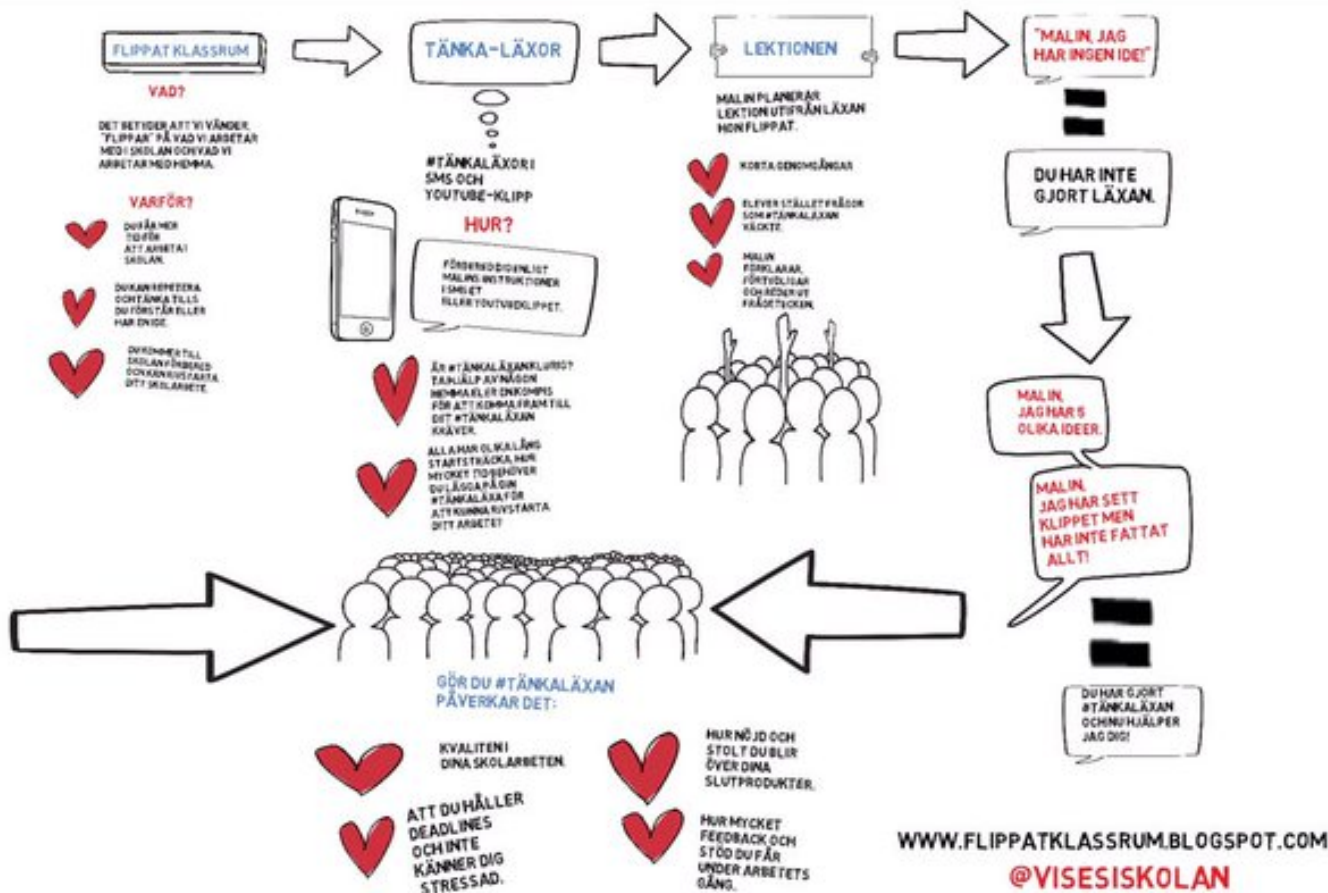 FLIPPAT KLASSRUM
VAD?
DET BETYDER ATT VI VÄNDER,
"FLIPPAR" PÅ VAD VI ARBETAR
MED I SKOLAN OCH VAD VI
ARBETAR MED HEMMA.
VARFÖR?
DU FÅR MER
TID FÖR
ATT ARBETA I
SKOLAN.
DU KAN REPETERA
OCH TÄNKA TILLS
DU FÖRSTÅR ELLER
HAR EN IDE.
DU KOMMER TILL
SKOLAN FÖRBERED
OCH KAN RIVSTARTA
DITT SKOLARBETE.
TÄNKA-LÄXOR
#TÄNKALÄXOR I
SMS OCH
YOUTUBE-KLIPP
HUR?
FÖRBERED DIG ENLIGT
MALINS INSTRUKTIONER
I SMS:ET
ELLER YOUTUBEKLIPPET.
ÄR #TÄNKALÄXAN KLURIG?
TA HJÄLP AV NÅGON
HEMMA ELER EN KOMPIS
FÖR ATT KOMMA FRAM TILL
DET #TÄNKALÄXAN
KRÄVER.
ALLA HAR OLIKA LÅNG
STARTSTRÄCKA, HUR
MYCKET TID BEHÖVER
DU LÄGGA PÅ DIN
#TÄNKALÄXA FÖR
ATT KUNNA RIVSTARTA
DITT ARBETE?
LEKTIONEN
MALIN PLANERAR
LEKTION UTIFRÅN LÄXAN
HON FLIPPAT.
KORTA GENOMGÅNGAR
ELEVER STÄLLET FRÅGOR
SOM #TÄNKALÄXAN
VÄCKTE.
MALIN
FÖRKLARAR,
FÖRTYDLIGAR
OCH REDER UT
FRÅGETECKEN.
"MALIN, JAG
HAR INGEN IDE!"
DU HAR INTE
GJORT LÄXAN.
MALIN,
JAG HAR 5
OLIKA IDEER.
MALIN,
JAG HAR SETT
KLIPPET MEN
HAR INTE FATTAT
ALLT!
DU HAR GJORT
#TÄNKALÄXAN
OCH NU HJÄLPER
JAG DIG!
GÖR DU #TÄNKALÄXAN
PÅVERKAR DET:
KVALITEN I
DINA SKOLARBETEN.
ATT DU HÅLLER
DEADLINES
OCH INTE
KÄNNER DIG
STRESSAD.
HUR NÖJD OCH
STOLT DU BLIR
ÖVER DINA
SLUTPRODUKTER.
HUR MYCKET
FEEDBACK OCH
STÖD DU FÅR
UNDER ARBETETS
GÅNG.
WWW.FLIPPATKLASSRUM.BLOGSPOT.COM
@VISESISKOLAN